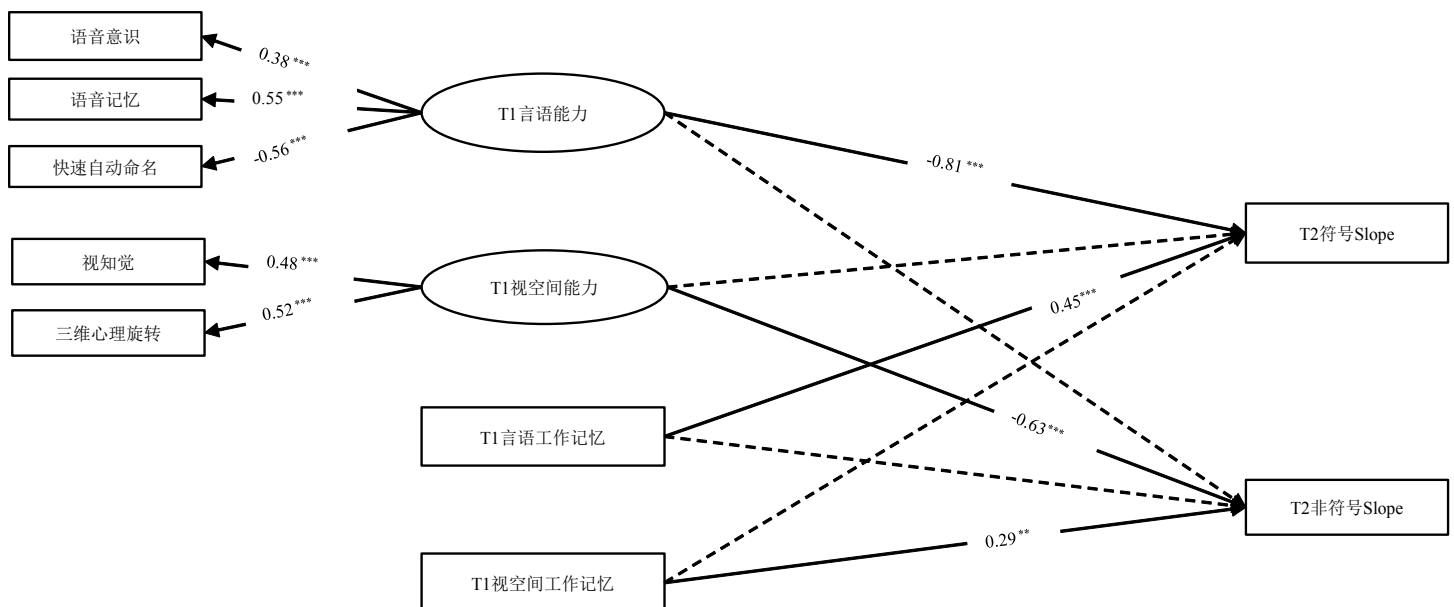 语音意识
0.38***
语音记忆
0.55***
快速自动命名
-0.56***
T1言语能力
-0.81***
视知觉
0.48***
三维心理旋转
0.52***
T1视空间能力
T2符号Slope
0.45***
T1言语工作记忆
-0.63***
T2非符号Slope
0.29**
T1视空间工作记忆